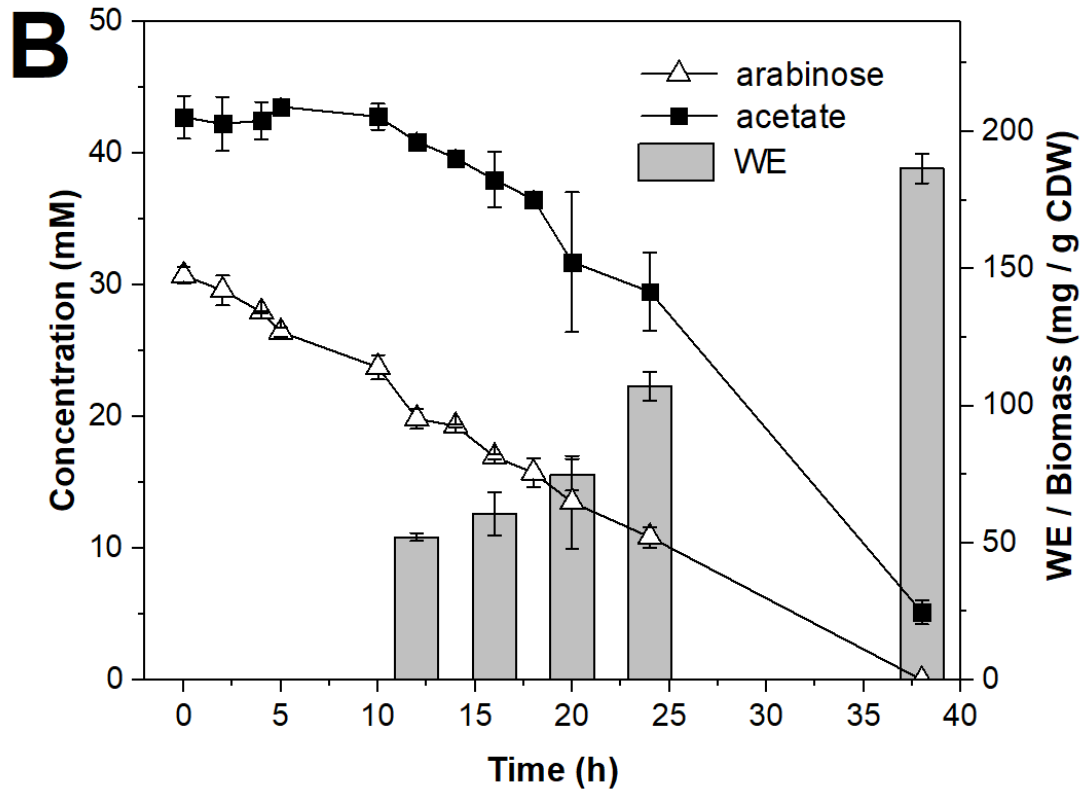 B
arabinose
acetate
WE
Concentration (mM)
50
40
30
20
10
0
WE / Biomass (mg / g CDW)
200
150
100
50
0
0 5 10 15 20 25 30 35 40
Time (h)